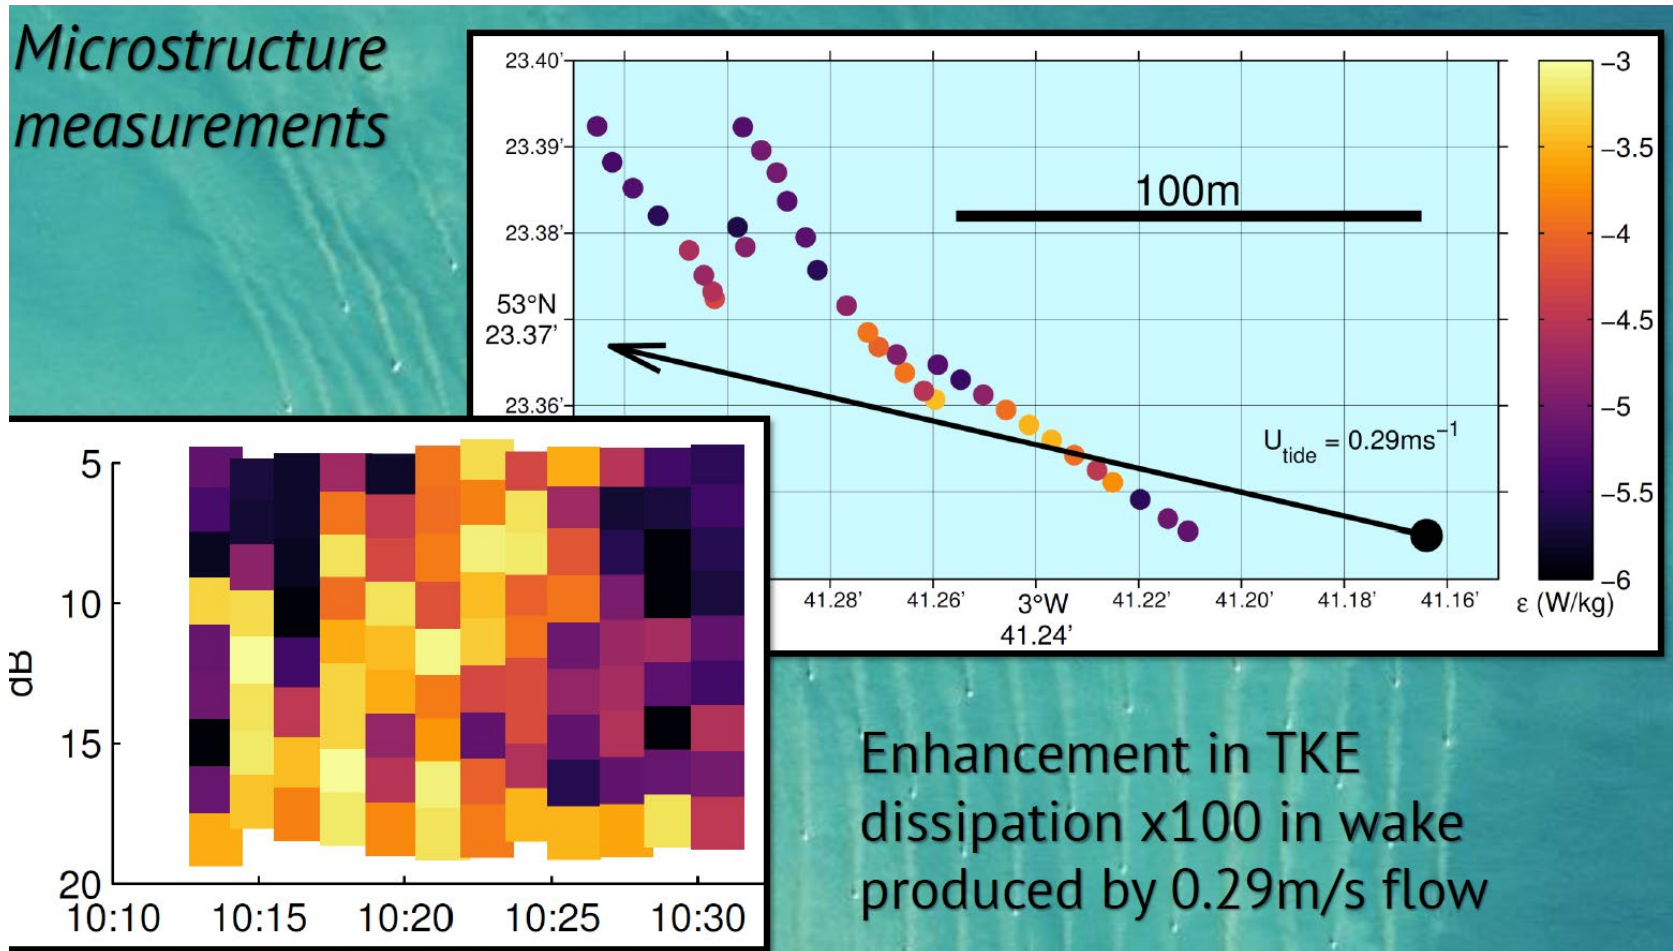 Microstructure
measurements
23.40'
23.39'
23.38'
53°N
23.37'
23.36'
100m
U_tide = 0.29ms⁻¹
41.28'
41.26'
3°W
41.24'
41.22'
41.20'
41.18'
41.16'
−3
−3.5
−4
−4.5
−5
−5.5
−6
ε (W/kg)
5
10
15
20
dB
10:10
10:15
10:20
10:25
10:30
Enhancement in TKE
dissipation x100 in wake
produced by 0.29m/s flow